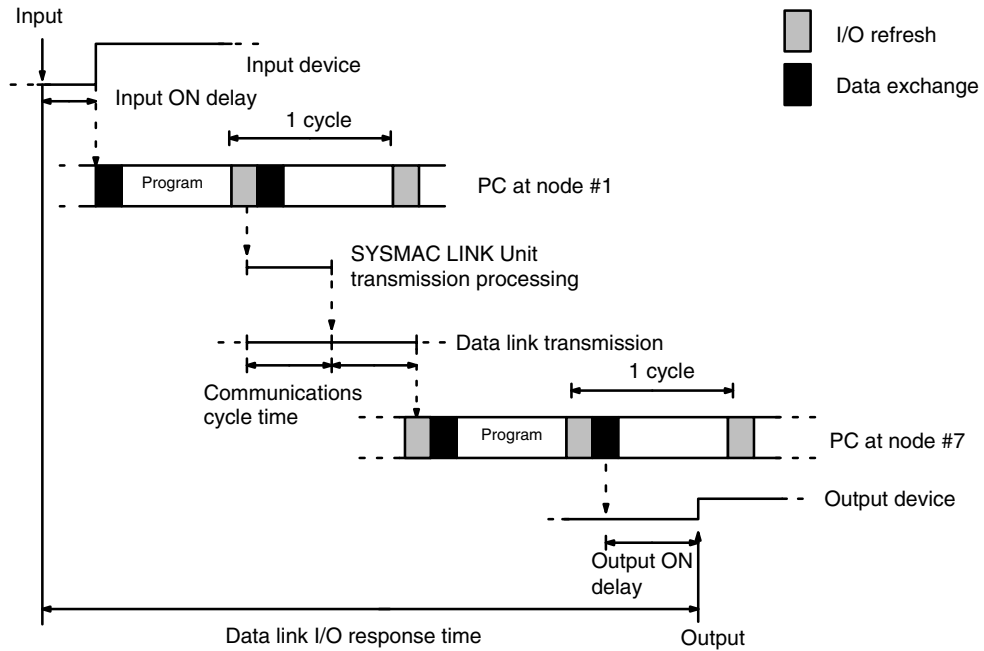 Input
I/O refresh
Input device
Data exchange
Input ON delay
1 cycle
Program
PC at node #1
SYSMAC LINK Unit
transmission processing
Data link transmission
Communications
cycle time
1 cycle
Program
PC at node #7
Output device
Output ON
delay
Data link I/O response time
Output